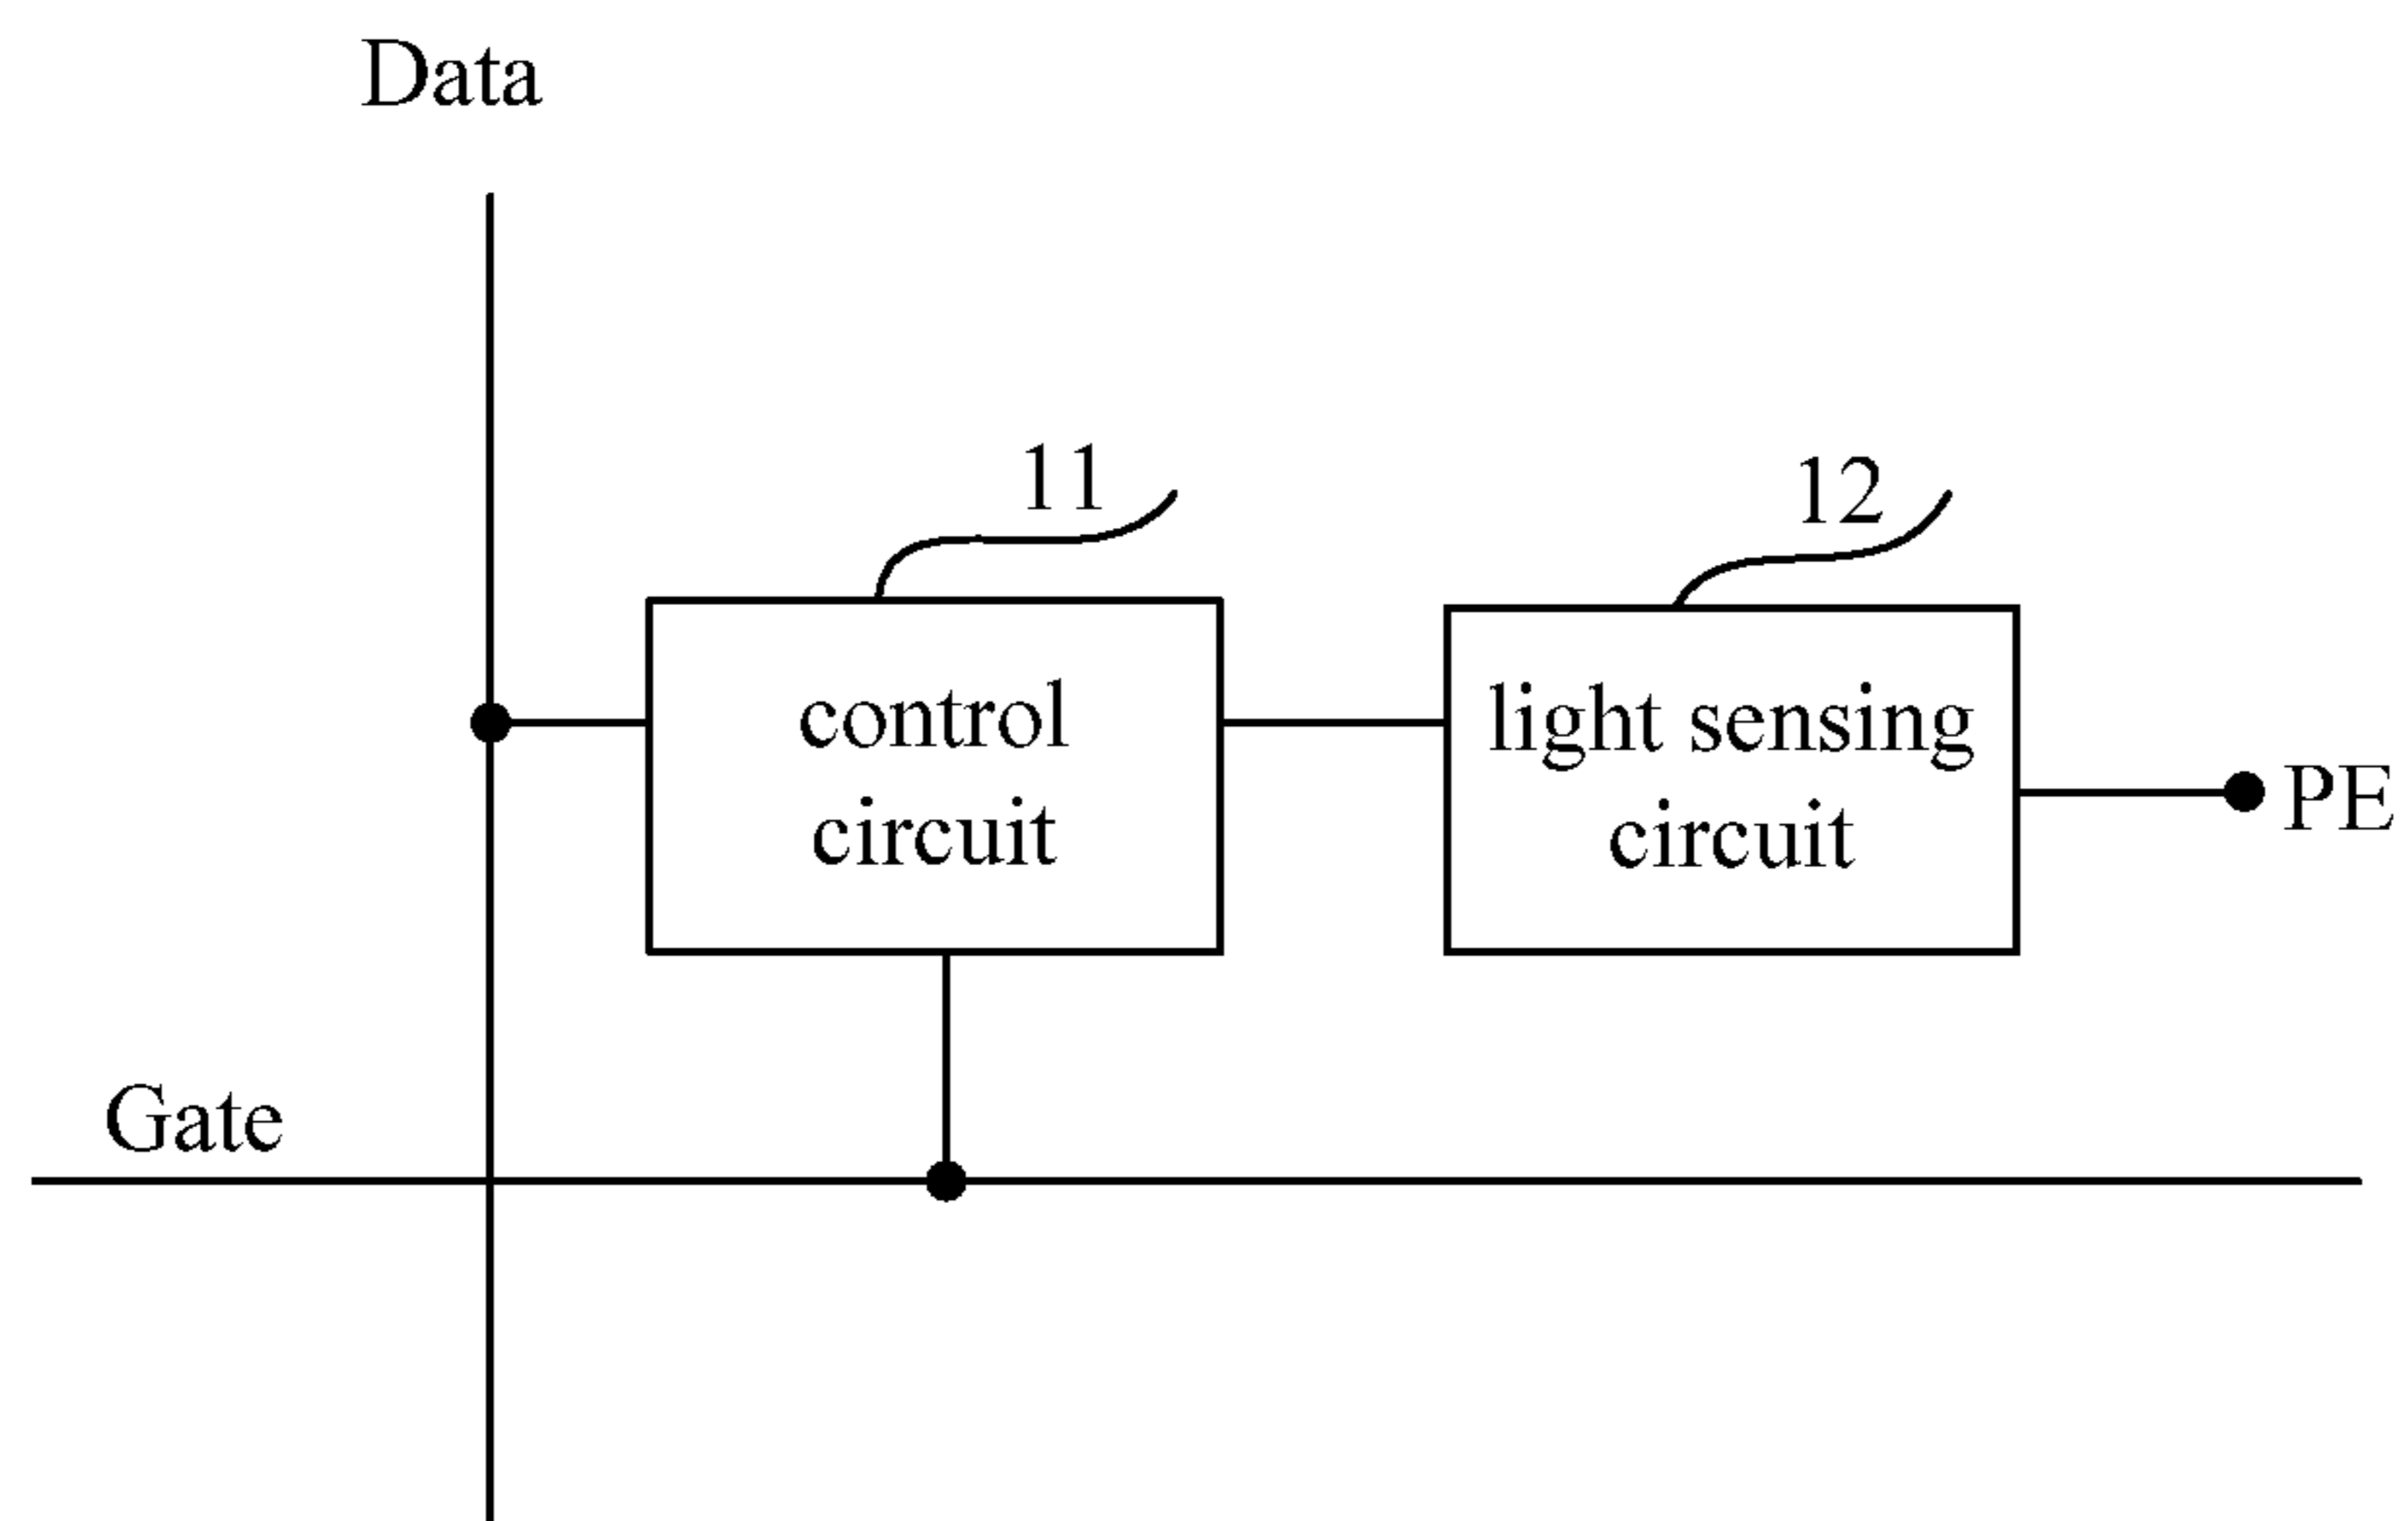 Data
11
12
control
circuit
light sensing
circuit
PE
Gate